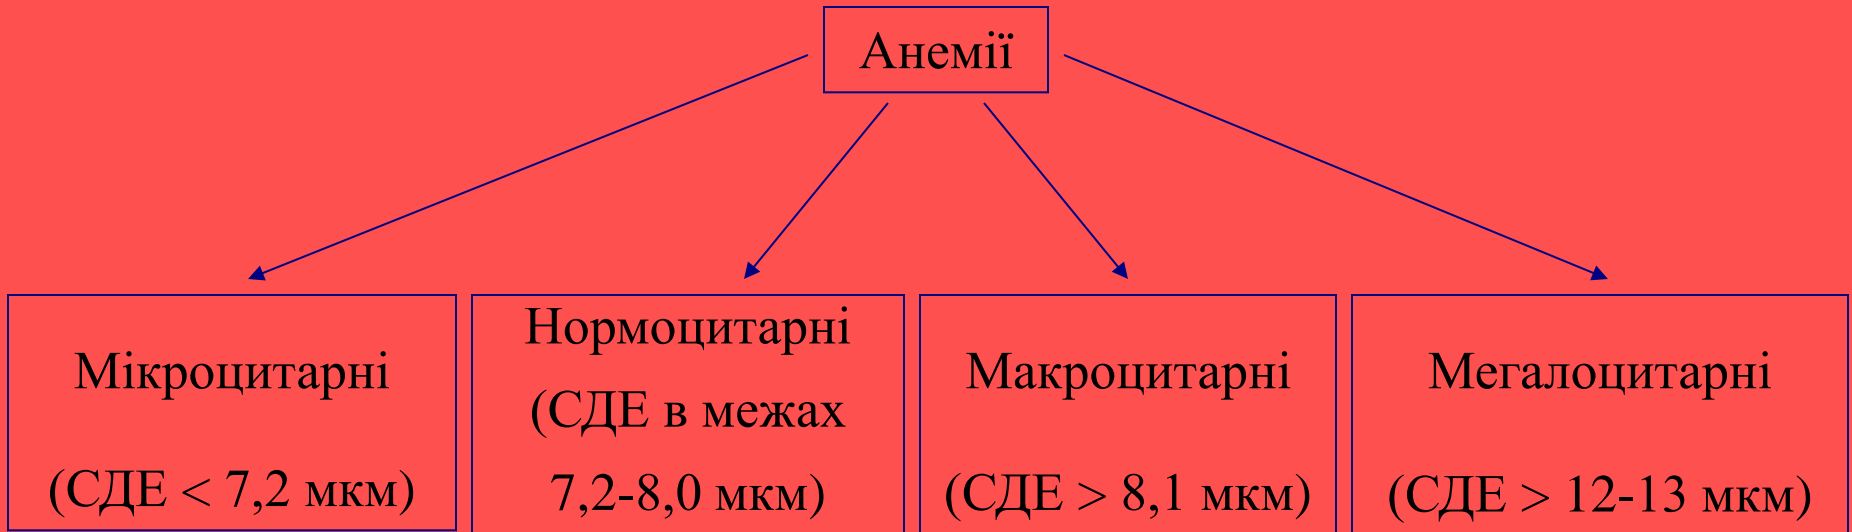 Анемії
Мікроцитарні
(СДЕ < 7,2 мкм)
Нормоцитарні
(СДЕ в межах
7,2-8,0 мкм)
Макроцитарні
(СДЕ > 8,1 мкм)
Мегалоцитарні
(СДЕ > 12-13 мкм)